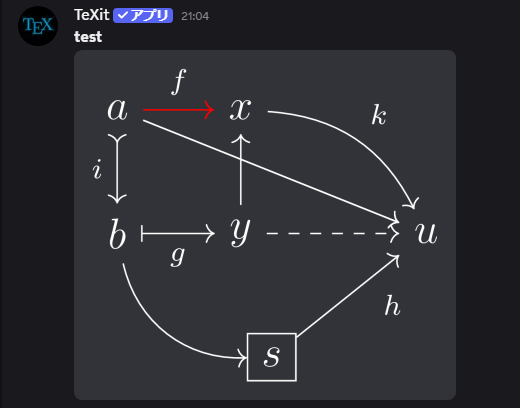 TEX
TeXit ✓アプリ 21:04
test
f
a x k
i
b y u
g
h
s